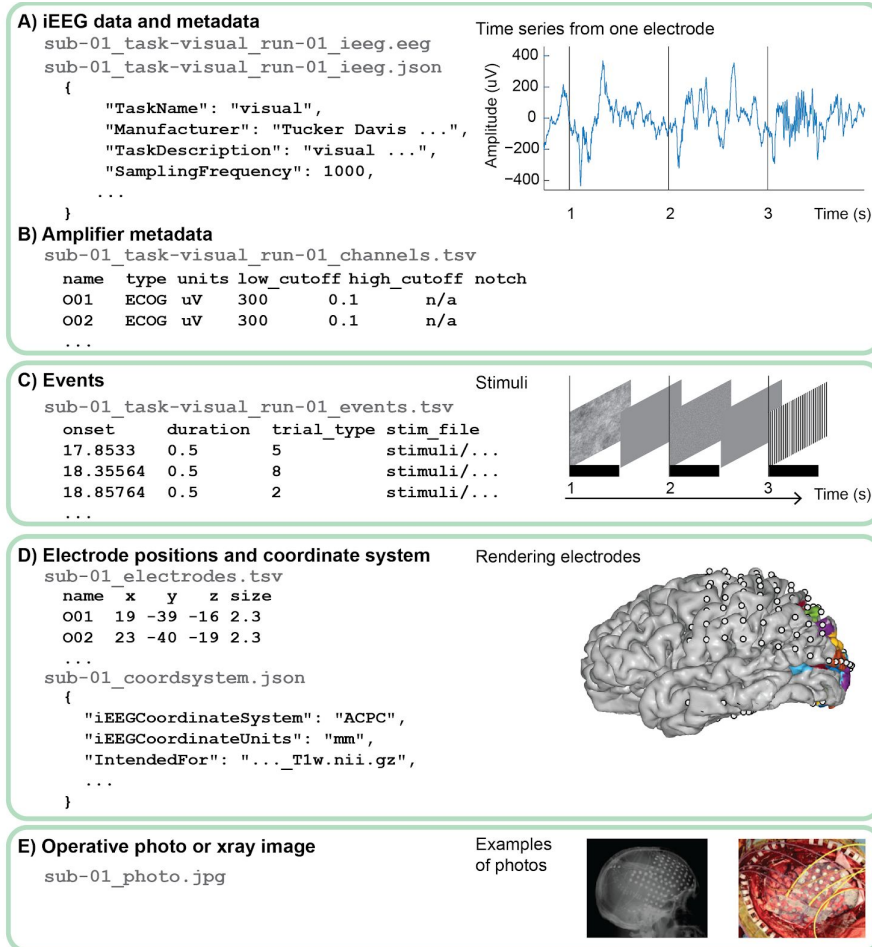 A) iEEG data and metadata
sub-01_task-visual_run-01_ieeg.eeg
sub-01_task-visual_run-01_ieeg.json
{
"TaskName": "visual",
"Manufacturer": "Tucker Davis ...",
"TaskDescription": "visual ...",
"SamplingFrequency": 1000,
...
}
Time series from one electrode
Amplitude (uV)
400
200
0
−200
−400
1 2 3 Time (s)
B) Amplifier metadata
sub-01_task-visual_run-01_channels.tsv
name type units low_cutoff high_cutoff notch
O01 ECOG uV 300 0.1 n/a
O02 ECOG uV 300 0.1 n/a
...
C) Events
sub-01_task-visual_run-01_events.tsv
onset duration trial_type stim_file
17.8533 0.5 5 stimuli/...
18.35564 0.5 8 stimuli/...
18.85764 0.5 2 stimuli/...
...
Stimuli
1 2 3 Time (s)
D) Electrode positions and coordinate system
sub-01_electrodes.tsv
name x y z size
O01 19 -39 -16 2.3
O02 23 -40 -19 2.3
...
sub-01_coordsystem.json
{
"iEEGCoordinateSystem": "ACPC",
"iEEGCoordinateUnits": "mm",
"IntendedFor": "..._T1w.nii.gz",
...
}
Rendering electrodes
E) Operative photo or xray image
sub-01_photo.jpg
Examples
of photos